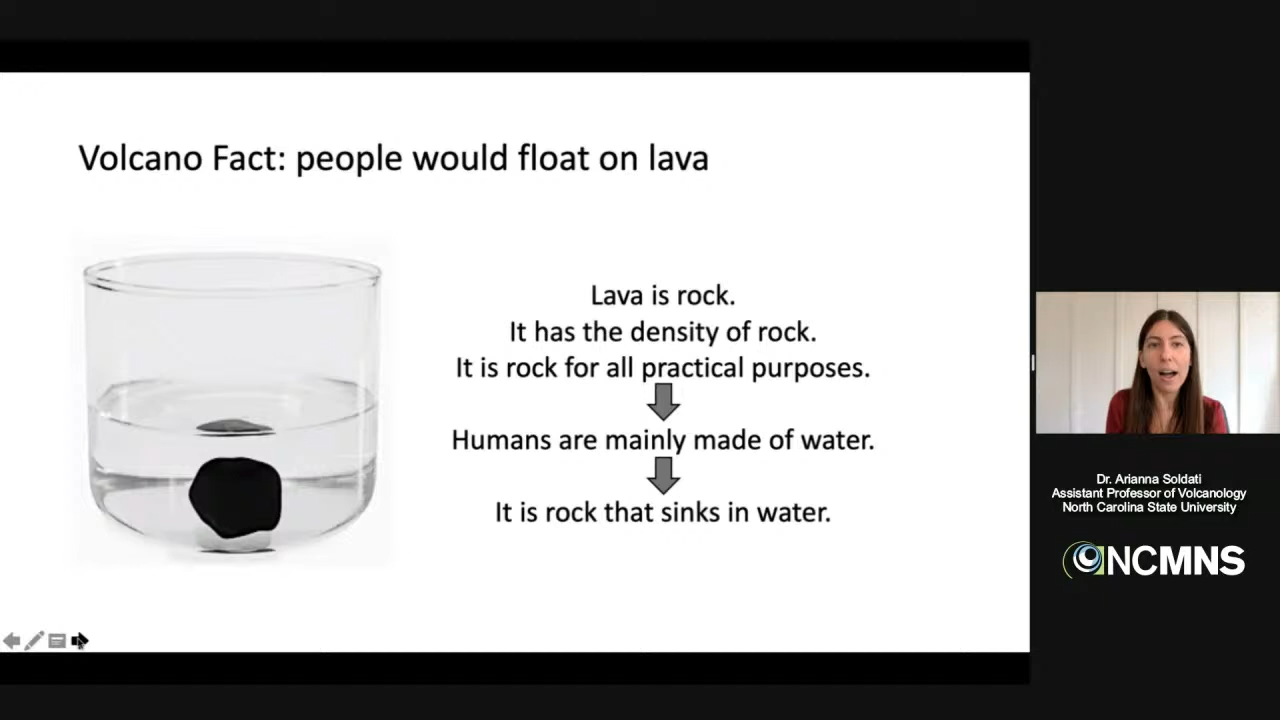 Volcano Fact: people would float on lava
Lava is rock.
It has the density of rock.
It is rock for all practical purposes.
Humans are mainly made of water.
It is rock that sinks in water.
Dr. Arianna Soldati
Assistant Professor of Volcanology
North Carolina State University
NCMNS